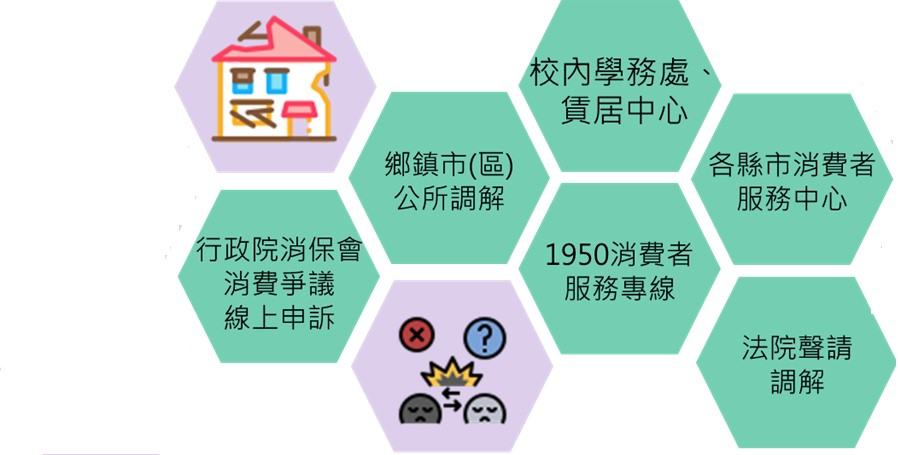 校內學務處、
賃居中心
鄉鎮市(區)
公所調解
各縣市消費者
服務中心
行政院消保會
消費爭議
線上申訴
1950消費者
服務專線
法院聲請
調解